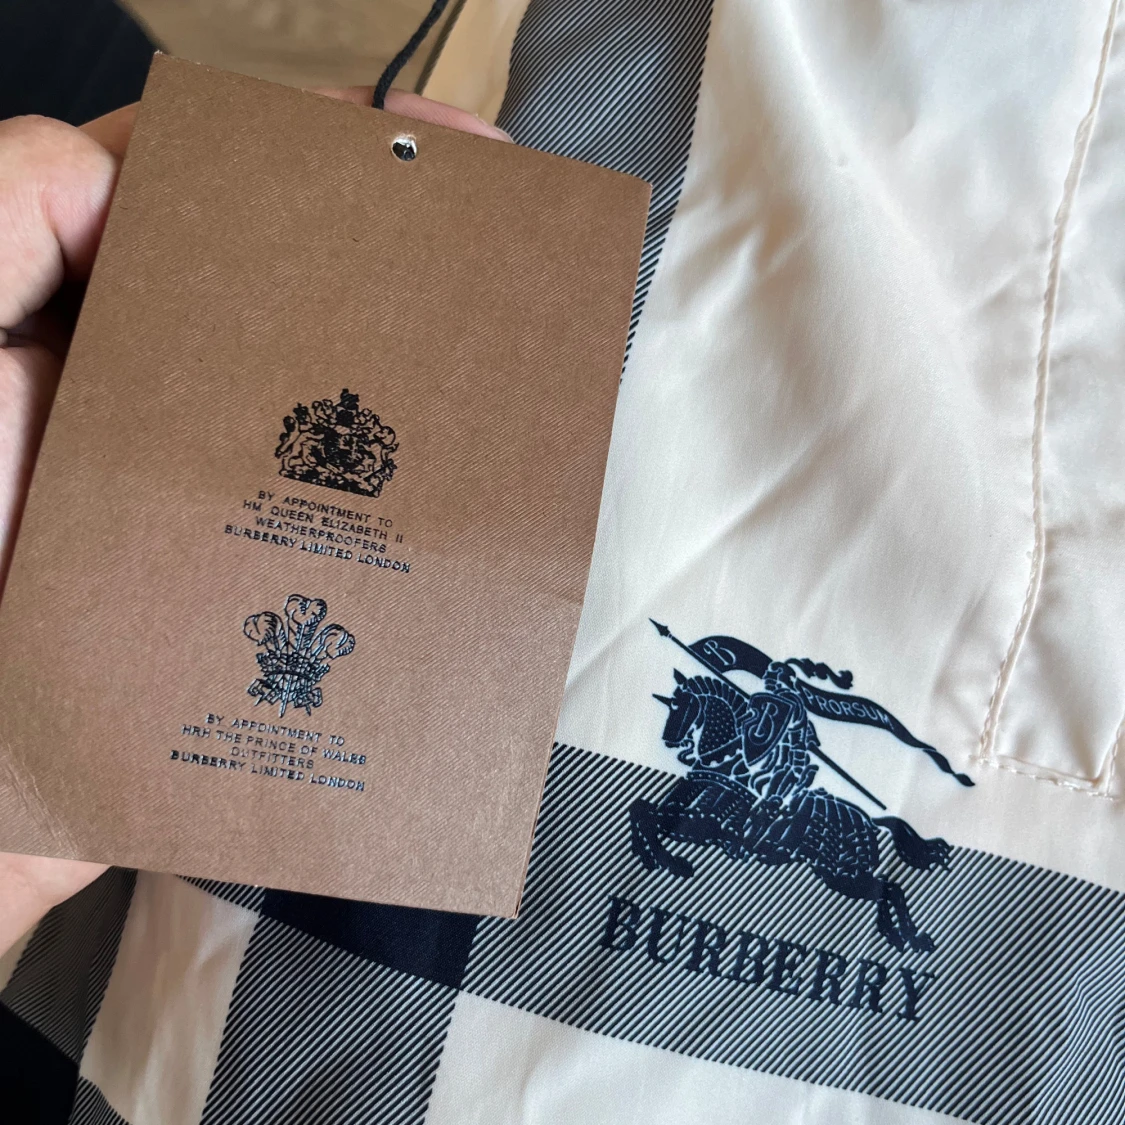 BY APPOINTMENT TO
HM QUEEN ELIZABETH II
WEATHERPROOFERS
BURBERRY LIMITED LONDON
BY APPOINTMENT TO
HRH THE PRINCE OF WALES
OUTFITTERS
BURBERRY LIMITED LONDON
B
PRORSUM
B
BURBERRY